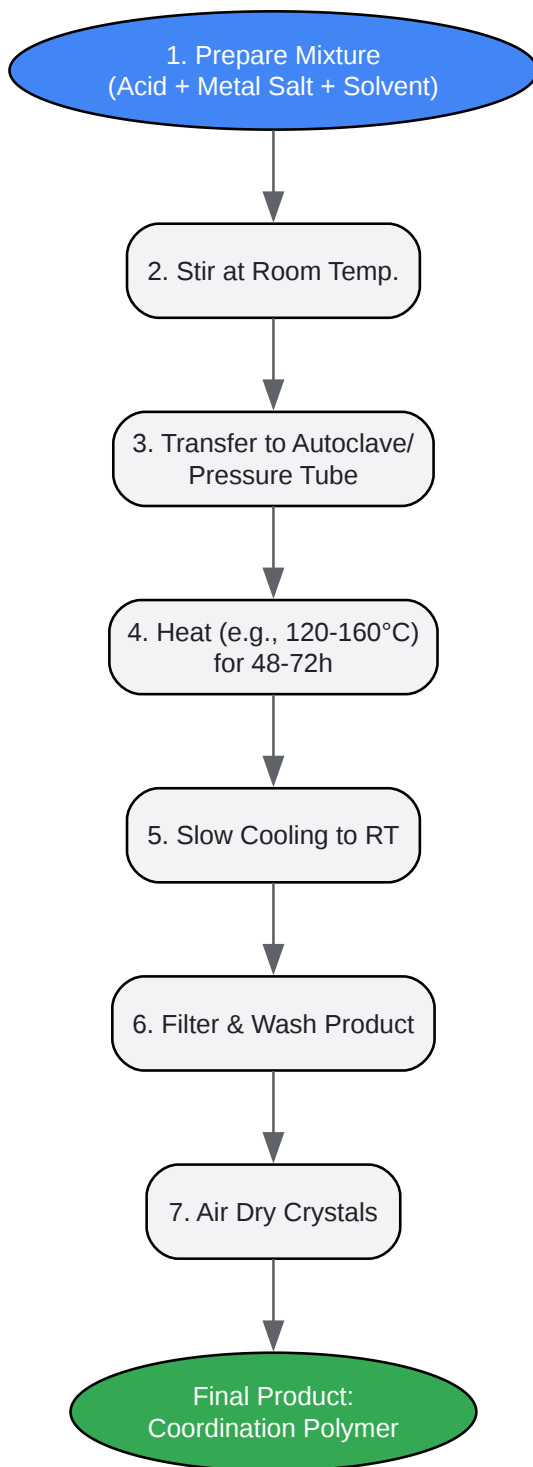 1. Prepare Mixture
(Acid + Metal Salt + Solvent)
2. Stir at Room Temp.
3. Transfer to Autoclave/
Pressure Tube
4. Heat (e.g., 120-160°C)
for 48-72h
5. Slow Cooling to RT
6. Filter & Wash Product
7. Air Dry Crystals
Final Product:
Coordination Polymer